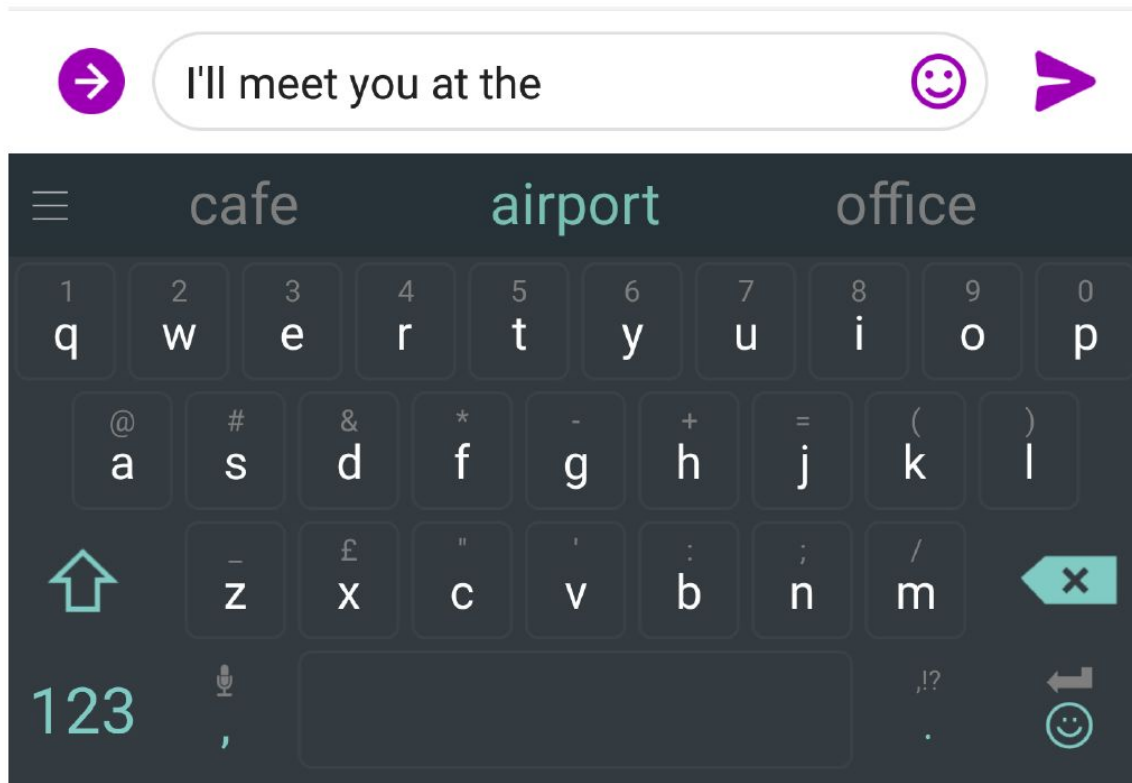 I'll meet you at the
cafe airport office
1 2 3 4 5 6 7 8 9 0
q w e r t y u i o p
@ # & * - + = ( )
a s d f g h j k l
_ £ " ' : ; /
z x c v b n m
,!?
123 , .